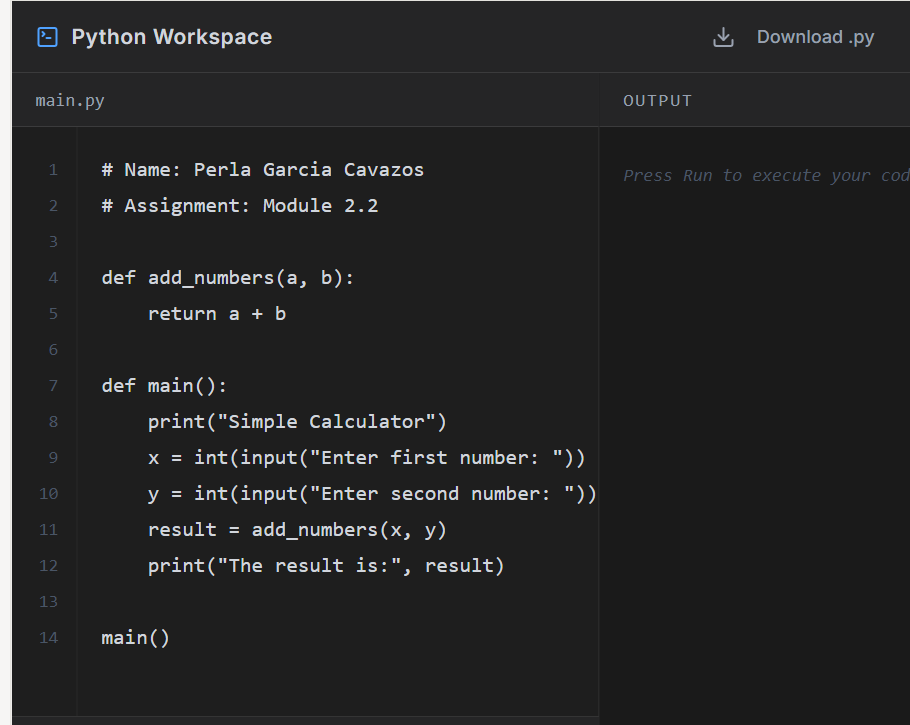 Python Workspace
Download .py
main.py
OUTPUT
1 # Name: Perla Garcia Cavazos
2 # Assignment: Module 2.2
3
4 def add_numbers(a, b):
5     return a + b
6
7 def main():
8     print("Simple Calculator")
9     x = int(input("Enter first number: "))
10     y = int(input("Enter second number: "))
11     result = add_numbers(x, y)
12     print("The result is:", result)
13
14 main()
Press Run to execute your cod